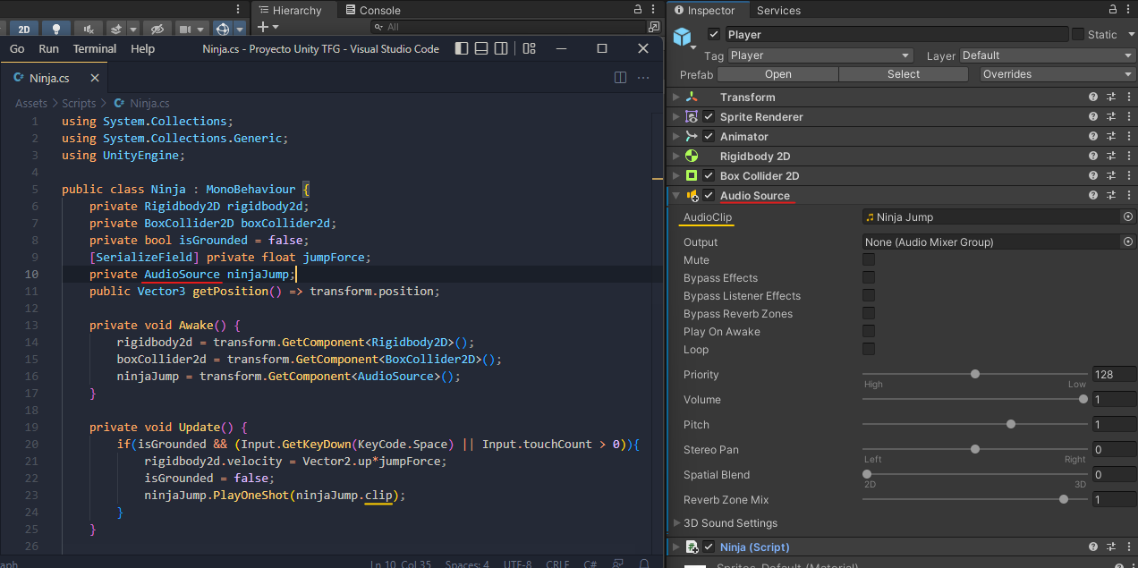 Hierarchy
Console
2D
All
Go Run Terminal Help
Ninja.cs - Proyecto Unity TFG - Visual Studio Code
Ninja.cs
Assets > Scripts > Ninja.cs
1 using System.Collections;
2 using System.Collections.Generic;
3 using UnityEngine;
4
5 public class Ninja : MonoBehaviour {
6 private Rigidbody2D rigidbody2d;
7 private BoxCollider2D boxCollider2d;
8 private bool isGrounded = false;
9 [SerializeField] private float jumpForce;
10 private AudioSource ninjaJump;
11 public Vector3 getPosition() => transform.position;
12
13 private void Awake() {
14 rigidbody2d = transform.GetComponent<Rigidbody2D>();
15 boxCollider2d = transform.GetComponent<BoxCollider2D>();
16 ninjaJump = transform.GetComponent<AudioSource>();
17 }
18
19 private void Update() {
20 if(isGrounded && (Input.GetKeyDown(KeyCode.Space) || Input.touchCount > 0)){
21 rigidbody2d.velocity = Vector2.up*jumpForce;
22 isGrounded = false;
23 ninjaJump.PlayOneShot(ninjaJump.clip);
24 }
25 }
26
aph Ln 10, Col 35 Spaces: 4 UTF-8 CRLF C#
Inspector Services
Player Static
Tag Player Layer Default
Prefab Open Select Overrides
Transform
Sprite Renderer
Animator
Rigidbody 2D
Box Collider 2D
Audio Source
AudioClip Ninja Jump
Output None (Audio Mixer Group)
Mute
Bypass Effects
Bypass Listener Effects
Bypass Reverb Zones
Play On Awake
Loop
Priority 128
High Low
Volume 1
Pitch 1
Stereo Pan 0
Left Right
Spatial Blend 0
2D 3D
Reverb Zone Mix 1
3D Sound Settings
Ninja (Script)
Sprites-Default (Material)